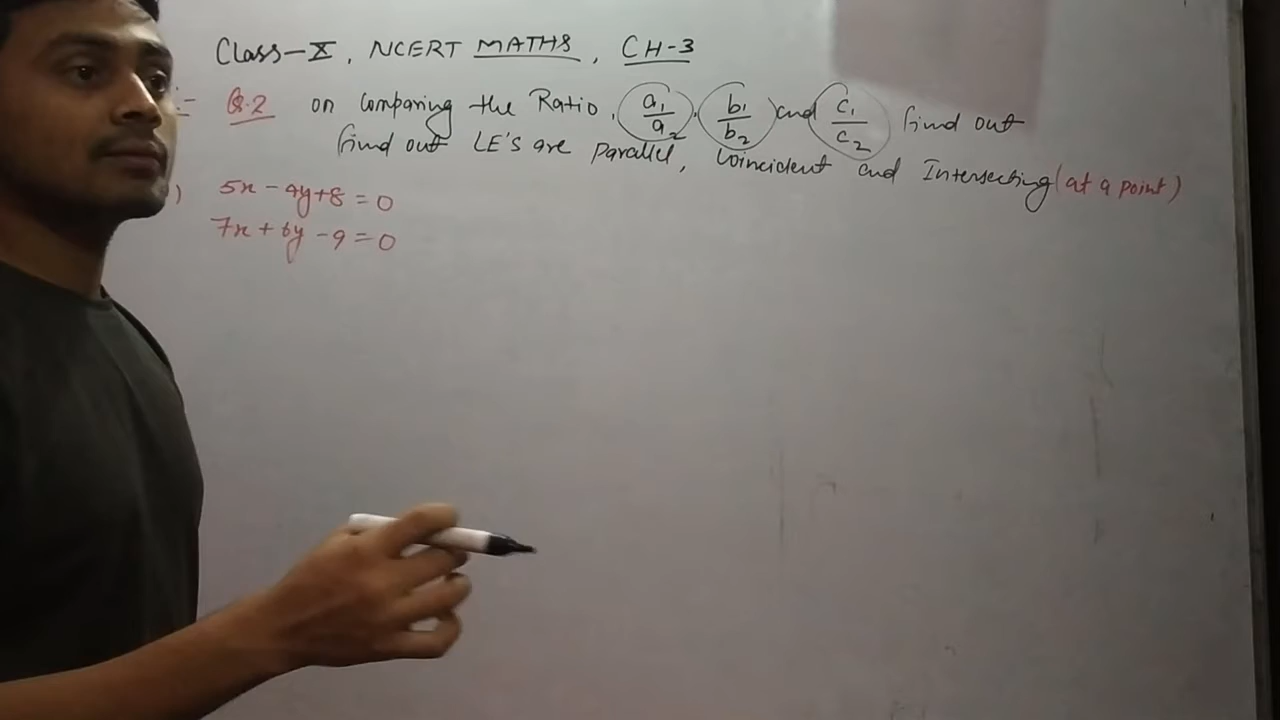 Class-X, NCERT MATHS, CH-3
:- Q.2 on Comparing the Ratio, a₁/a₂, b₁/b₂ and c₁/c₂ find out
find out LE's are parallel, Coincident and Intersecting (at a point)
) 5x - 4y + 8 = 0
7x + 6y - 9 = 0